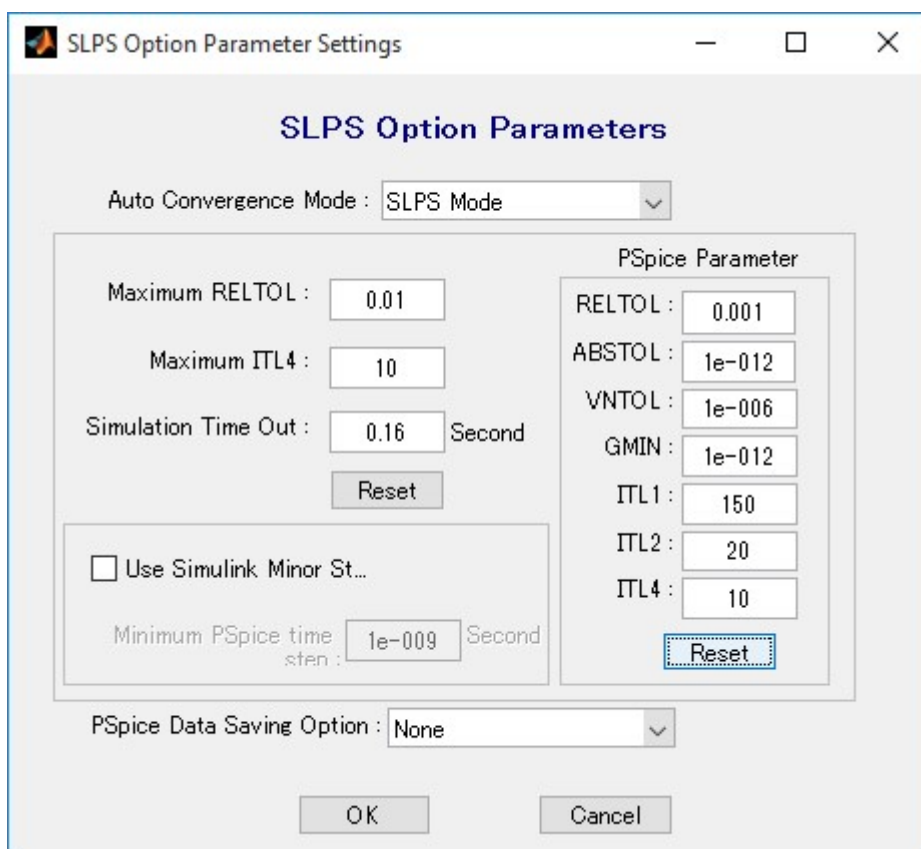 SLPS Option Parameter Settings
SLPS Option Parameters
Auto Convergence Mode : SLPS Mode
Maximum RELTOL : 0.01
Maximum ITL4 : 10
Simulation Time Out : 0.16 Second
Reset
Use Simulink Minor St...
Minimum PSpice time
step : 1e-009 Second
PSpice Parameter
RELTOL : 0.001
ABSTOL : 1e-012
VNTOL : 1e-006
GMIN : 1e-012
ITL1 : 150
ITL2 : 20
ITL4 : 10
Reset
PSpice Data Saving Option : None
OK Cancel